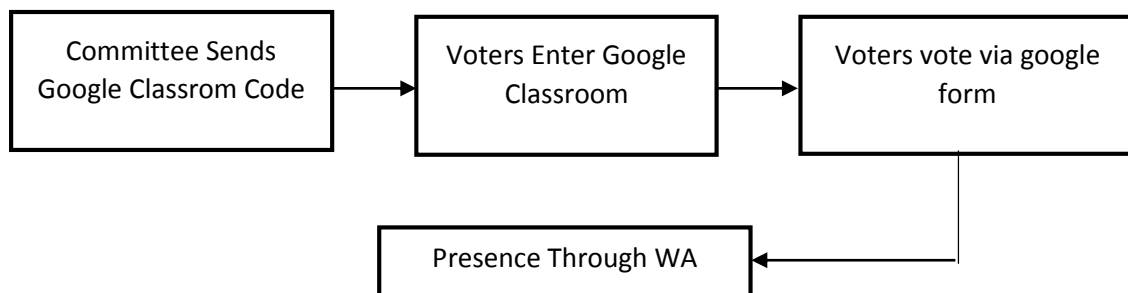 Committee Sends
Google Classrom Code
Voters Enter Google
Classroom
Voters vote via google
form
Presence Through WA